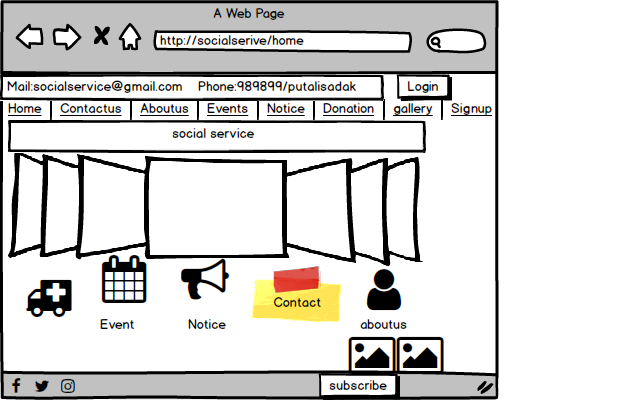 A Web Page
http://socialserive/home
Mail:socialservice@gmail.com Phone:989899/putalisadak
Login
Home Contactus Aboutus Events Notice Donation gallery Signup
social service
Contact
Event Notice aboutus
subscribe